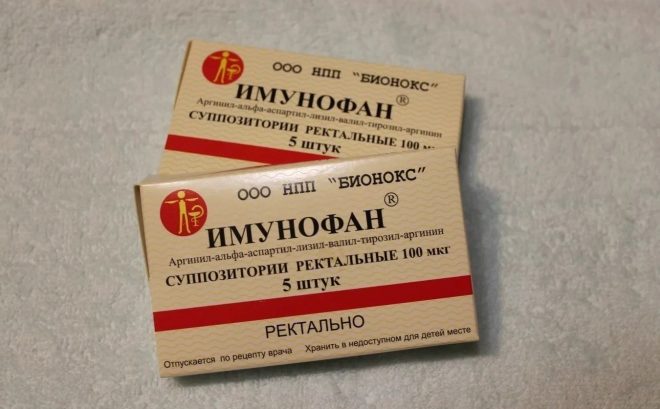 ООО НПП "БИОНОКС"
ИМУНОФАН®
Аргинил-альфа-аспартил-лизил-валил-тирозил-аргинин
СУППОЗИТОРИИ РЕКТАЛЬНЫЕ 100 мкг
5 ШТУК
ООО НПП "БИОНОКС"
ИМУНОФАН®
Аргинил-альфа-аспартил-лизил-валил-тирозил-аргинин
СУППОЗИТОРИИ РЕКТАЛЬНЫЕ 100 мкг
5 ШТУК
РЕКТАЛЬНО
Отпускается по рецепту врача Хранить в недоступном для детей месте